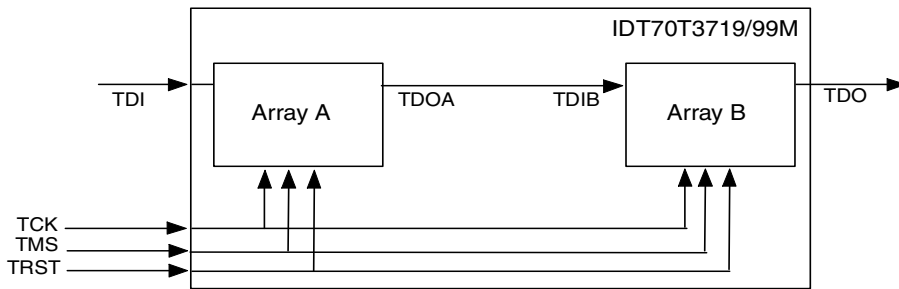 IDT70T3719/99M
TDI
Array A
TDOA
TDIB
Array B
TDO
TCK
TMS
TRST